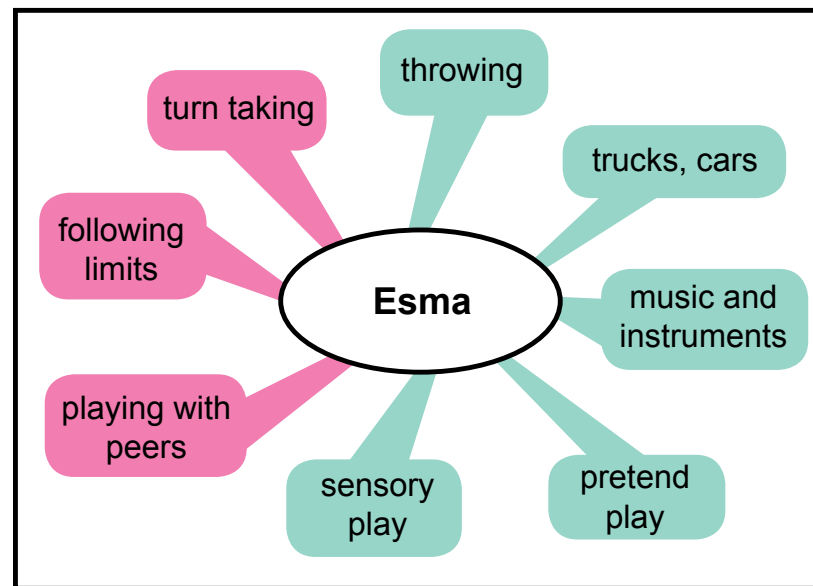 throwing
turn taking
trucks, cars
following
limits
Esma
music and
instruments
playing with
peers
sensory
play
pretend
play